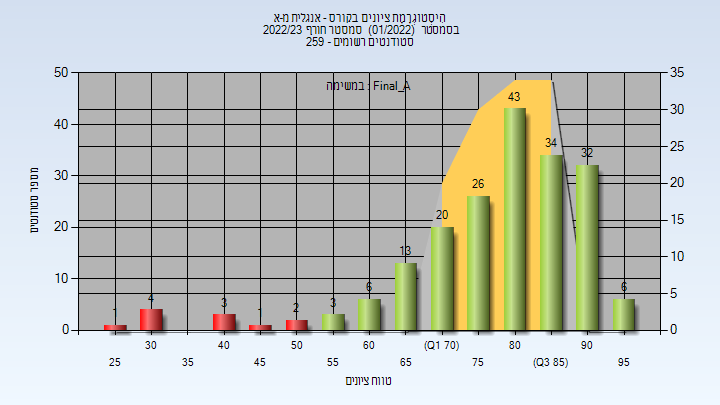 היסטוגרמת ציונים בקורס - אנגלית מ-א
בסמסטר (01/2022) סמסטר חורף 2022/23
סטודנטים רשומים - 259
במשימה : Final_A
מספר סטודנטים
50 40 30 20 10 0
35 30 25 20 15 10 5 0
1 4 3 1 2 3 6 13 20 26 43 34 32 6
30 40 50 60 (Q1 70) 80 90
25 35 45 55 65 75 (Q3 85) 95
טווח ציונים